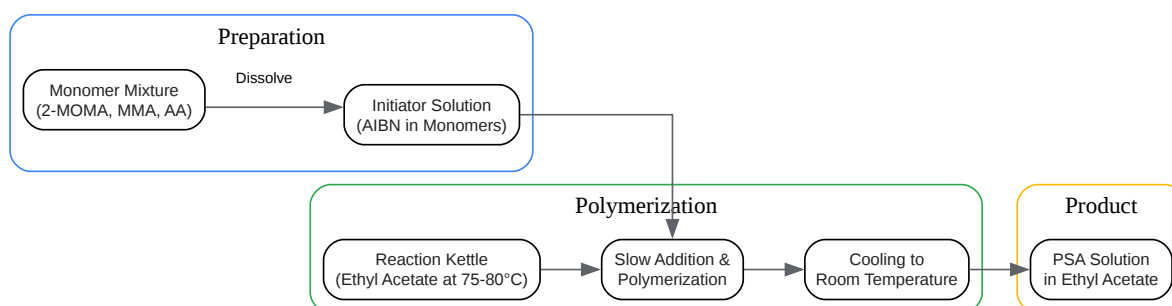 Preparation
Monomer Mixture
(2-MOMA, MMA, AA)
Dissolve
Initiator Solution
(AIBN in Monomers)
Polymerization
Reaction Kettle
(Ethyl Acetate at 75-80°C)
Slow Addition &
Polymerization
Cooling to
Room Temperature
Product
PSA Solution
in Ethyl Acetate